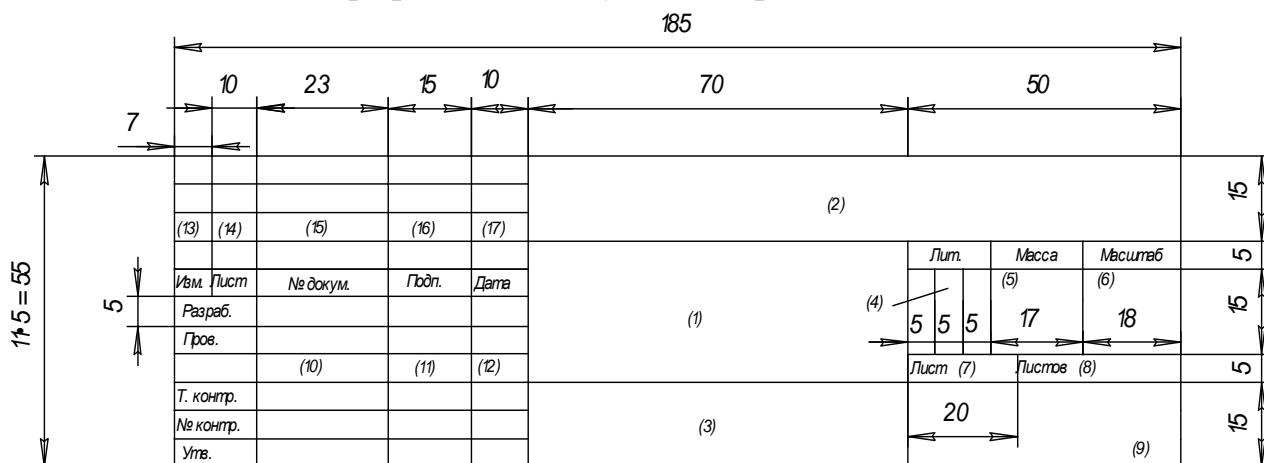 185
10 23 15 10 70 50
7
15
(2)
(13) (14) (15) (16) (17)
Лит. Масса Масштаб 5
Изм. Лист № докум. Подп. Дата (5) (6)
11·5 = 55 5 Разраб. (1) (4) 5 5 5 17 18 15
Пров.
(10) (11) (12) Лист (7) Листов (8) 5
Т. контр.
№ контр. (3) 20 15
Утв. (9)